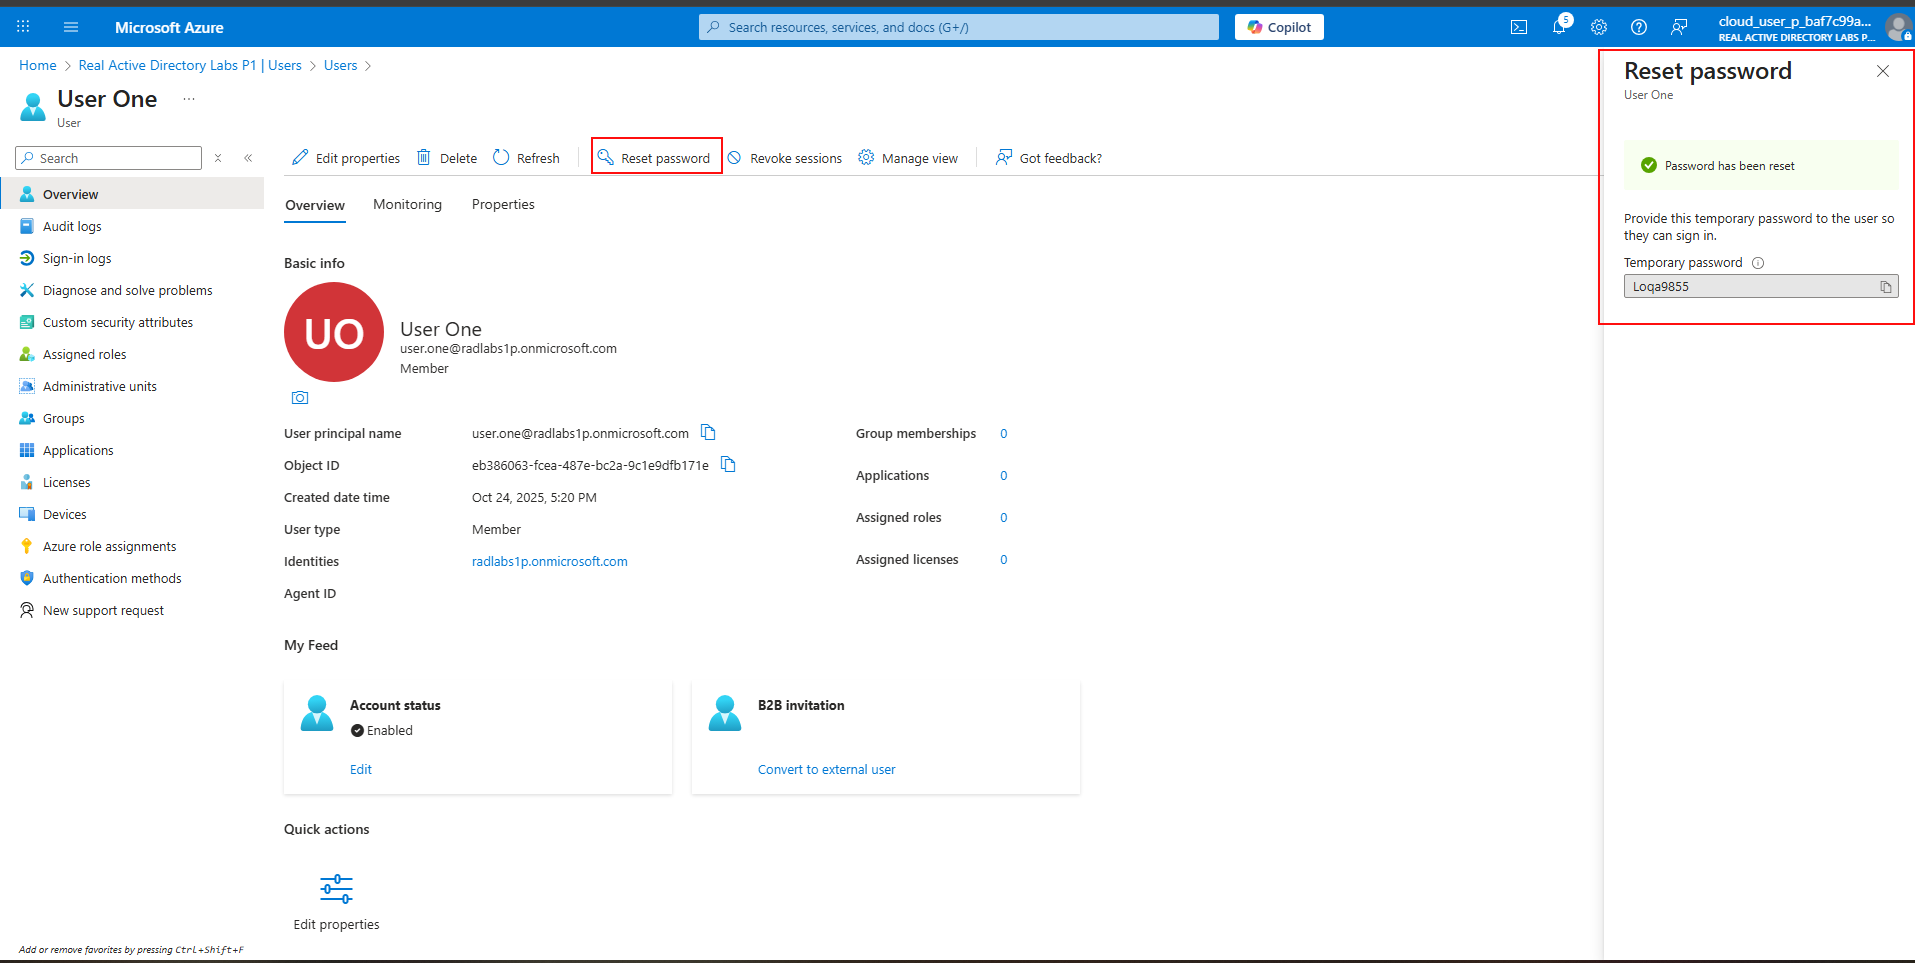 Microsoft Azure
Search resources, services, and docs (G+/)
Copilot
5
cloud_user_p_baf7c99a...
REAL ACTIVE DIRECTORY LABS P...
Home > Real Active Directory Labs P1 | Users > Users >
User One ...
User
Search
Overview
Audit logs
Sign-in logs
Diagnose and solve problems
Custom security attributes
Assigned roles
Administrative units
Groups
Applications
Licenses
Devices
Azure role assignments
Authentication methods
New support request
Add or remove favorites by pressing Ctrl+Shift+F
Edit properties Delete Refresh Reset password Revoke sessions Manage view Got feedback?
Overview Monitoring Properties
Basic info
UO
User One
user.one@radlabs1p.onmicrosoft.com
Member
User principal name user.one@radlabs1p.onmicrosoft.com
Object ID eb386063-fcea-487e-bc2a-9c1e9dfb171e
Created date time Oct 24, 2025, 5:20 PM
User type Member
Identities radlabs1p.onmicrosoft.com
Agent ID
Group memberships 0
Applications 0
Assigned roles 0
Assigned licenses 0
My Feed
Account status
Enabled
Edit
B2B invitation
Convert to external user
Quick actions
Edit properties
Reset password
User One
Password has been reset
Provide this temporary password to the user so
they can sign in.
Temporary password
Loqa9855